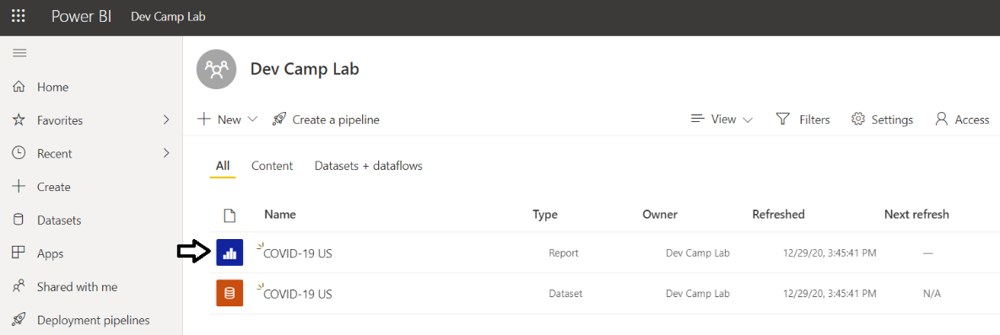 Power BI Dev Camp Lab
Dev Camp Lab
Home
Favorites
Recent
Create
Datasets
Apps
Shared with me
Deployment pipelines
New Create a pipeline View Filters Settings Access
All Content Datasets + dataflows
Name Type Owner Refreshed Next refresh
COVID-19 US Report Dev Camp Lab 12/29/20, 3:45:41 PM —
COVID-19 US Dataset Dev Camp Lab 12/29/20, 3:45:41 PM N/A